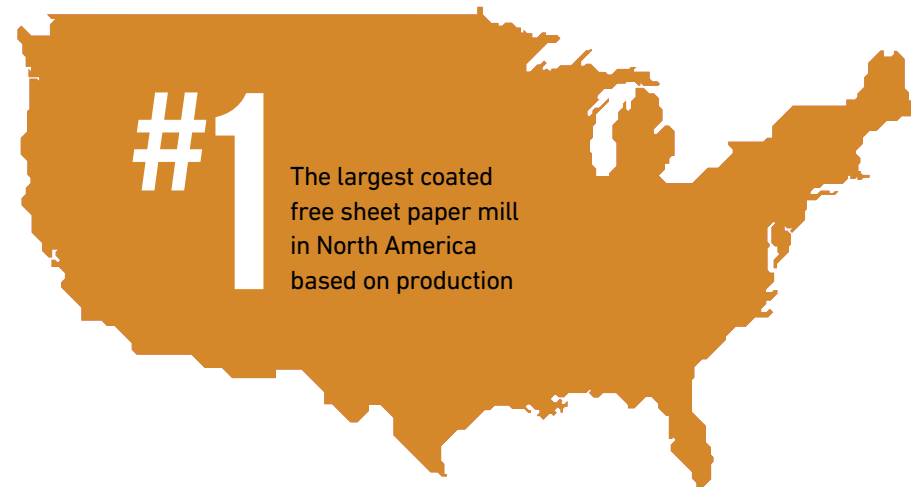 #1
The largest coated
free sheet paper mill
in North America
based on production